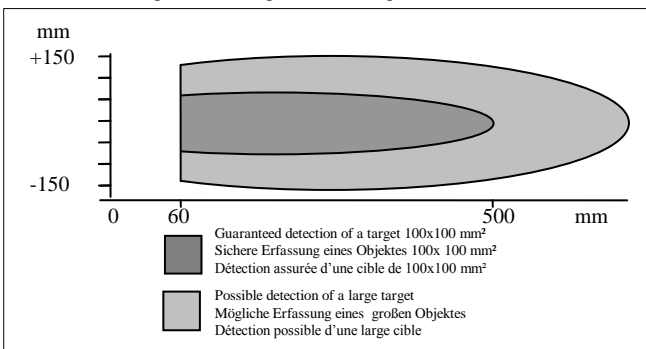 mm
+150
-150
0 60 500 mm
Guaranteed detection of a target 100x100 mm²
Sichere Erfassung eines Objektes 100x 100 mm²
Détection assurée d’une cible de 100x100 mm²
Possible detection of a large target
Mögliche Erfassung eines großen Objektes
Détection possible d’une large cible